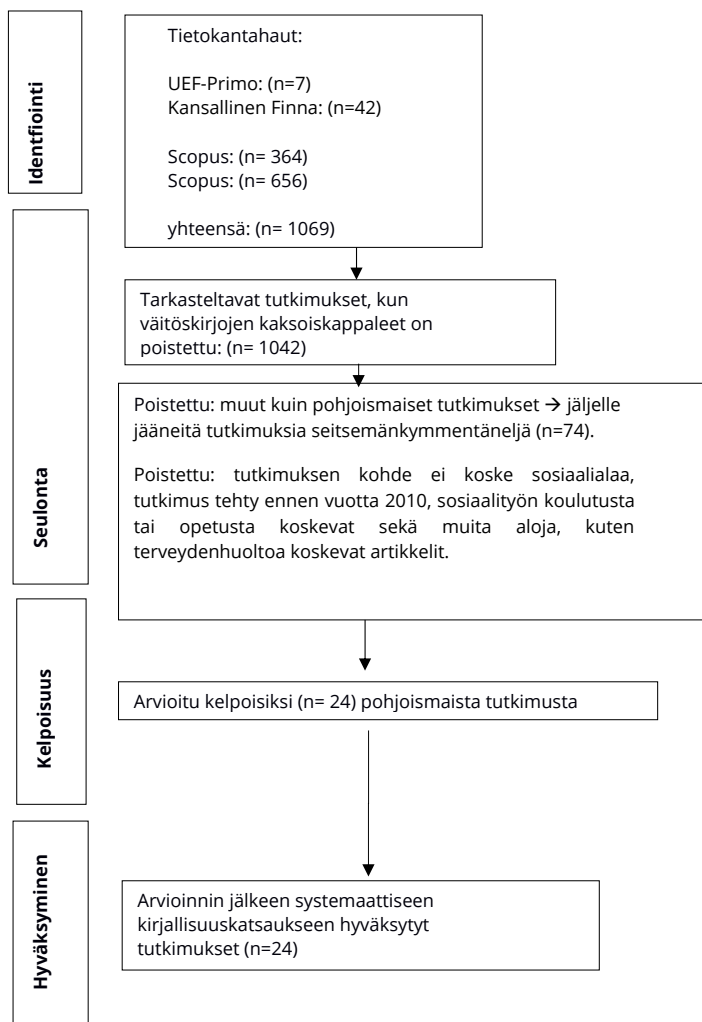 Identfiointi
Tietokantahaut:
UEF-Primo: (n=7)
Kansallinen Finna: (n=42)
Scopus: (n= 364)
Scopus: (n= 656)
yhteensä: (n= 1069)
Seulonta
Tarkasteltavat tutkimukset, kun
väitöskirjojen kaksoiskappaleet on
poistettu: (n= 1042)
Poistettu: muut kuin pohjoismaiset tutkimukset → jäljelle
jääneitä tutkimuksia seitsemänkymmentäneljä (n=74).
Poistettu: tutkimuksen kohde ei koske sosiaalialaa,
tutkimus tehty ennen vuotta 2010, sosiaalityön koulutusta
tai opetusta koskevat sekä muita aloja, kuten
terveydenhuoltoa koskevat artikkelit.
Kelpoisuus
Arvioitu kelpoisiksi (n= 24) pohjoismaista tutkimusta
Hyväksyminen
Arvioinnin jälkeen systemaattiseen
kirjallisuuskatsaukseen hyväksytyt
tutkimukset (n=24)